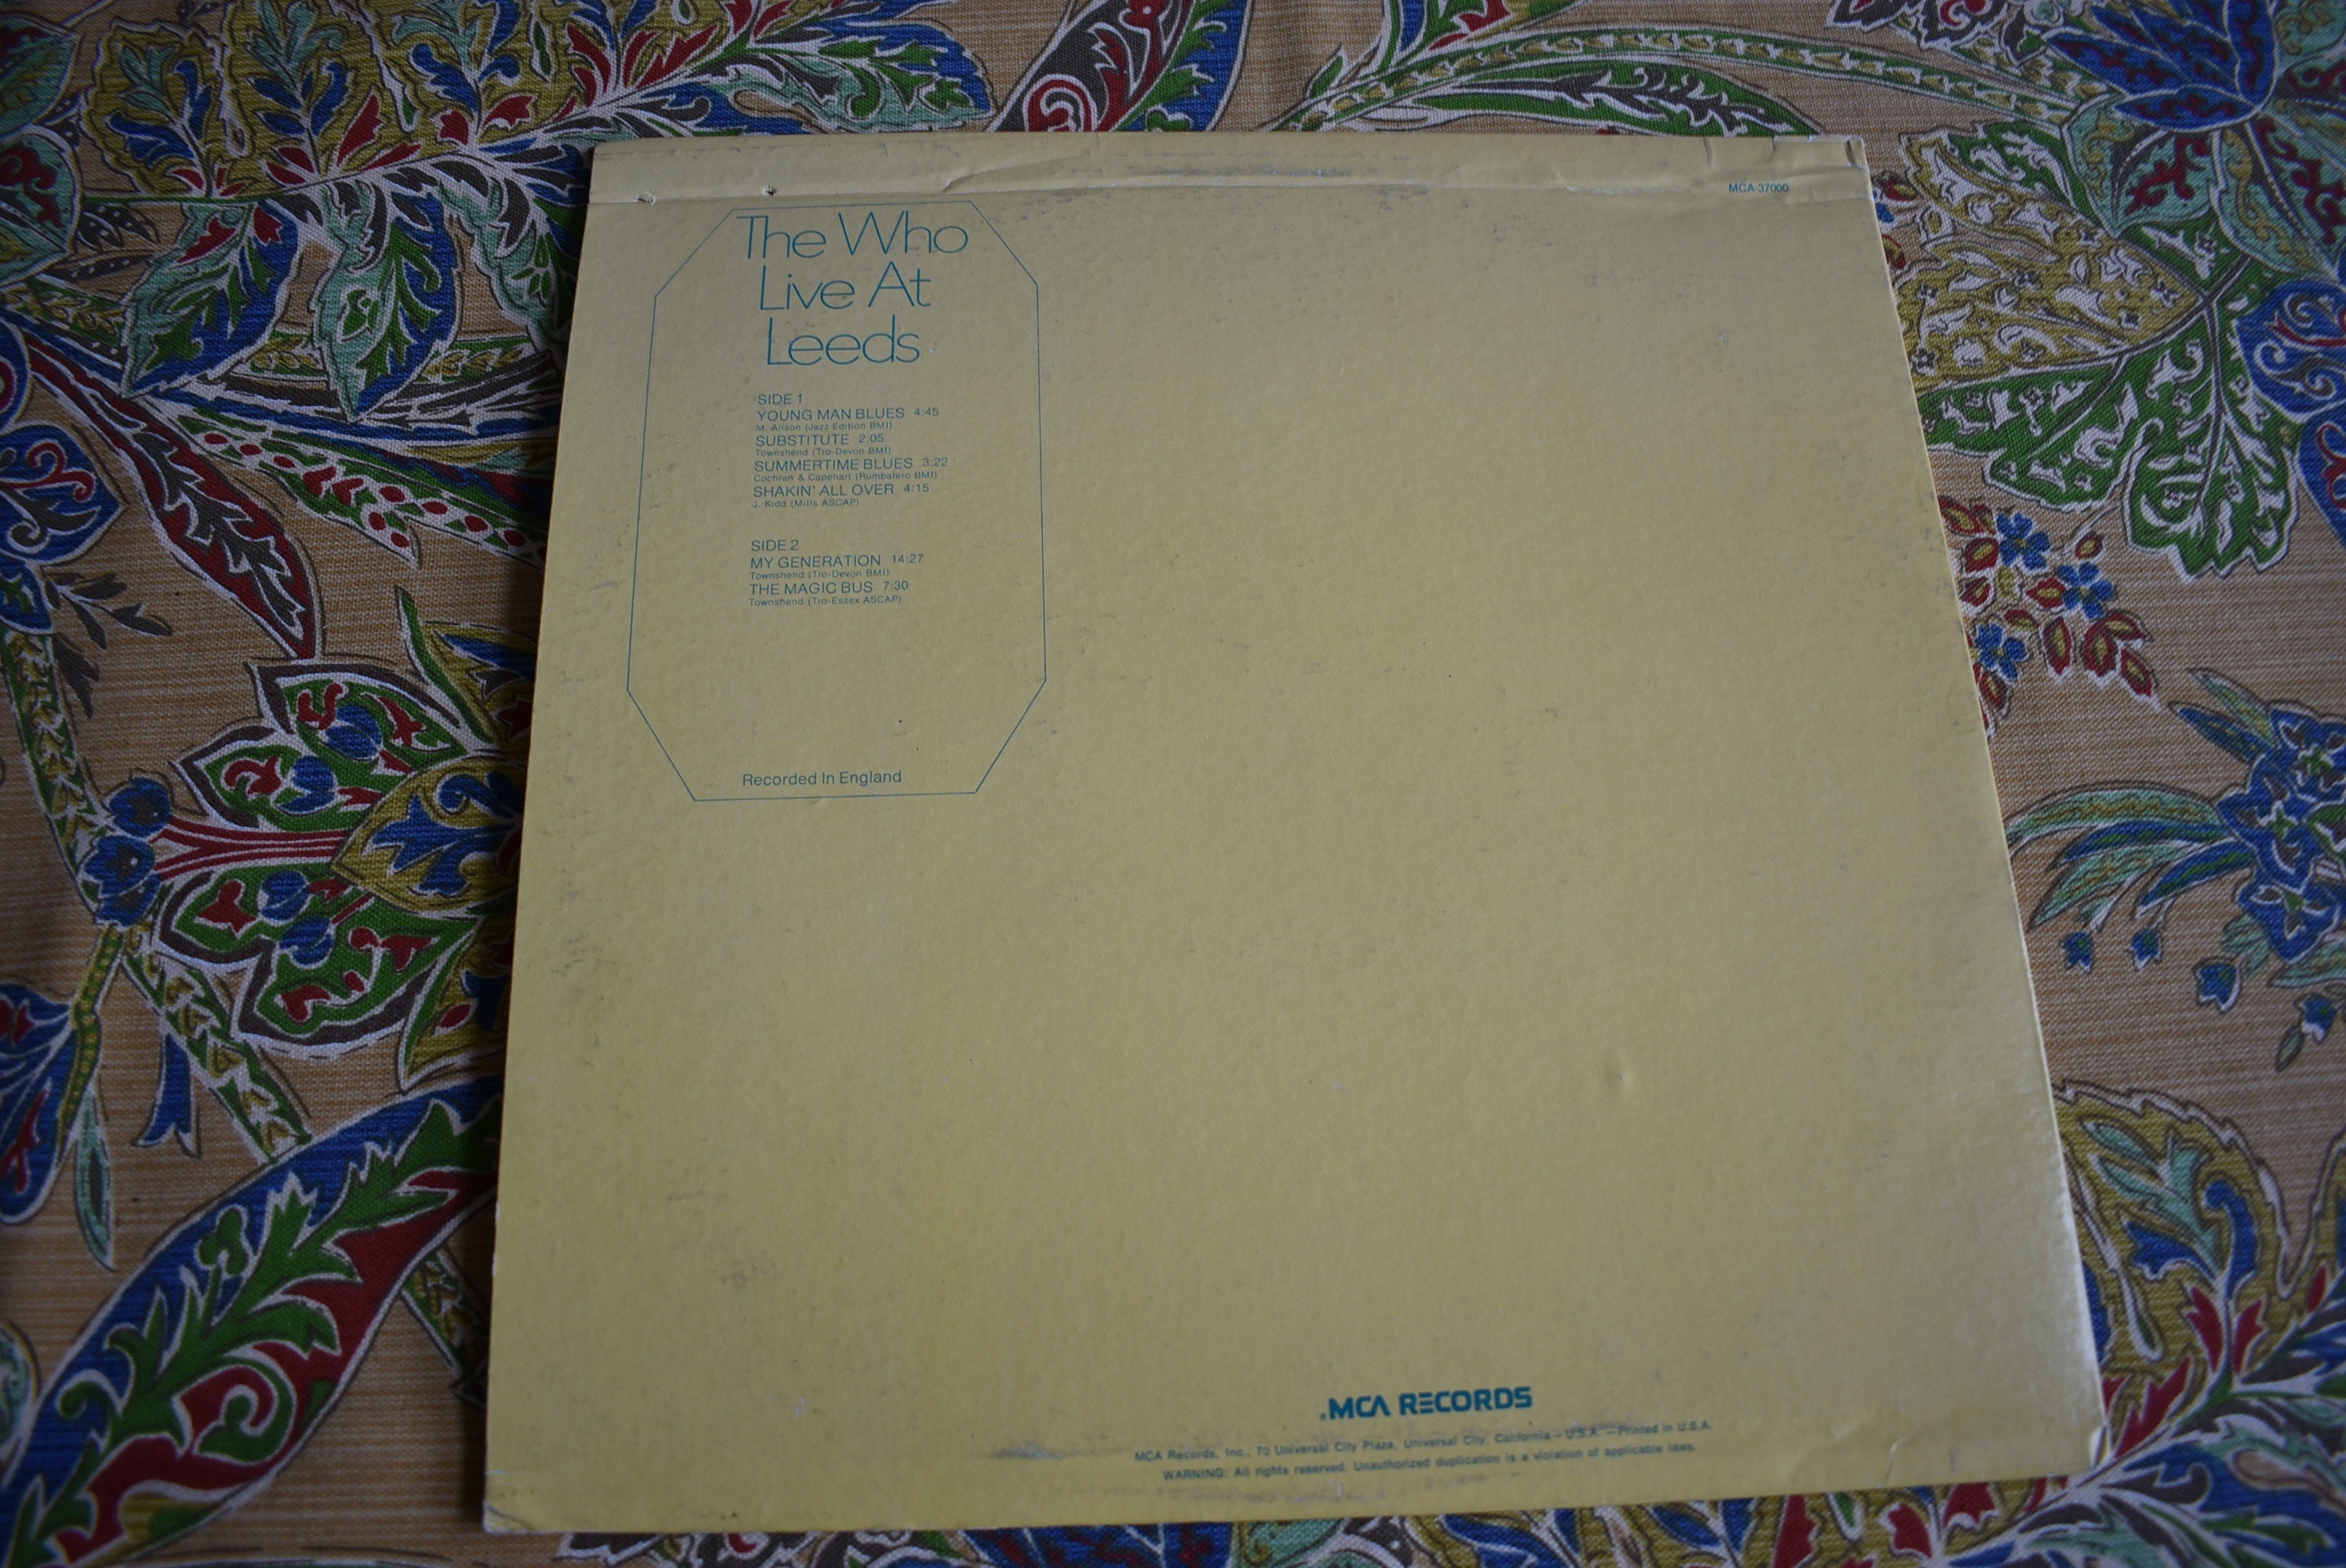 MCA-37000
The Who
Live At
Leeds
SIDE 1
YOUNG MAN BLUES 4:45
M. Alison (Jazz Edition BMI)
SUBSTITUTE 2:05
Townshend (Tro-Devon BMI)
SUMMERTIME BLUES 3:22
Cochran & Capehart (Rumbalero BMI)
SHAKIN' ALL OVER 4:15
J. Kidd (Mills ASCAP)
SIDE 2
MY GENERATION 14:27
Townshend (Tro-Devon BMI)
THE MAGIC BUS 7:30
Townshend (Tro-Essex ASCAP)
Recorded In England
MCA RECORDS
MCA Records, Inc., 70 Universal City Plaza, Universal City, California – U.S.A. – Printed in U.S.A.
WARNING: All rights reserved. Unauthorized duplication is a violation of applicable laws.